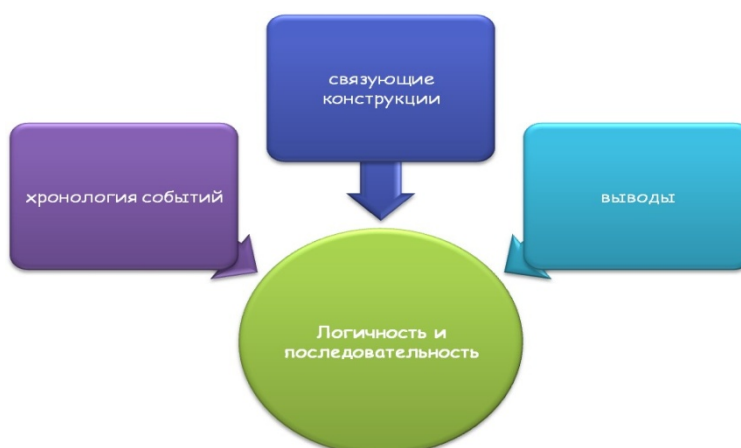 связующие
конструкции
хронология событий
выводы
Логичность и
последовательность